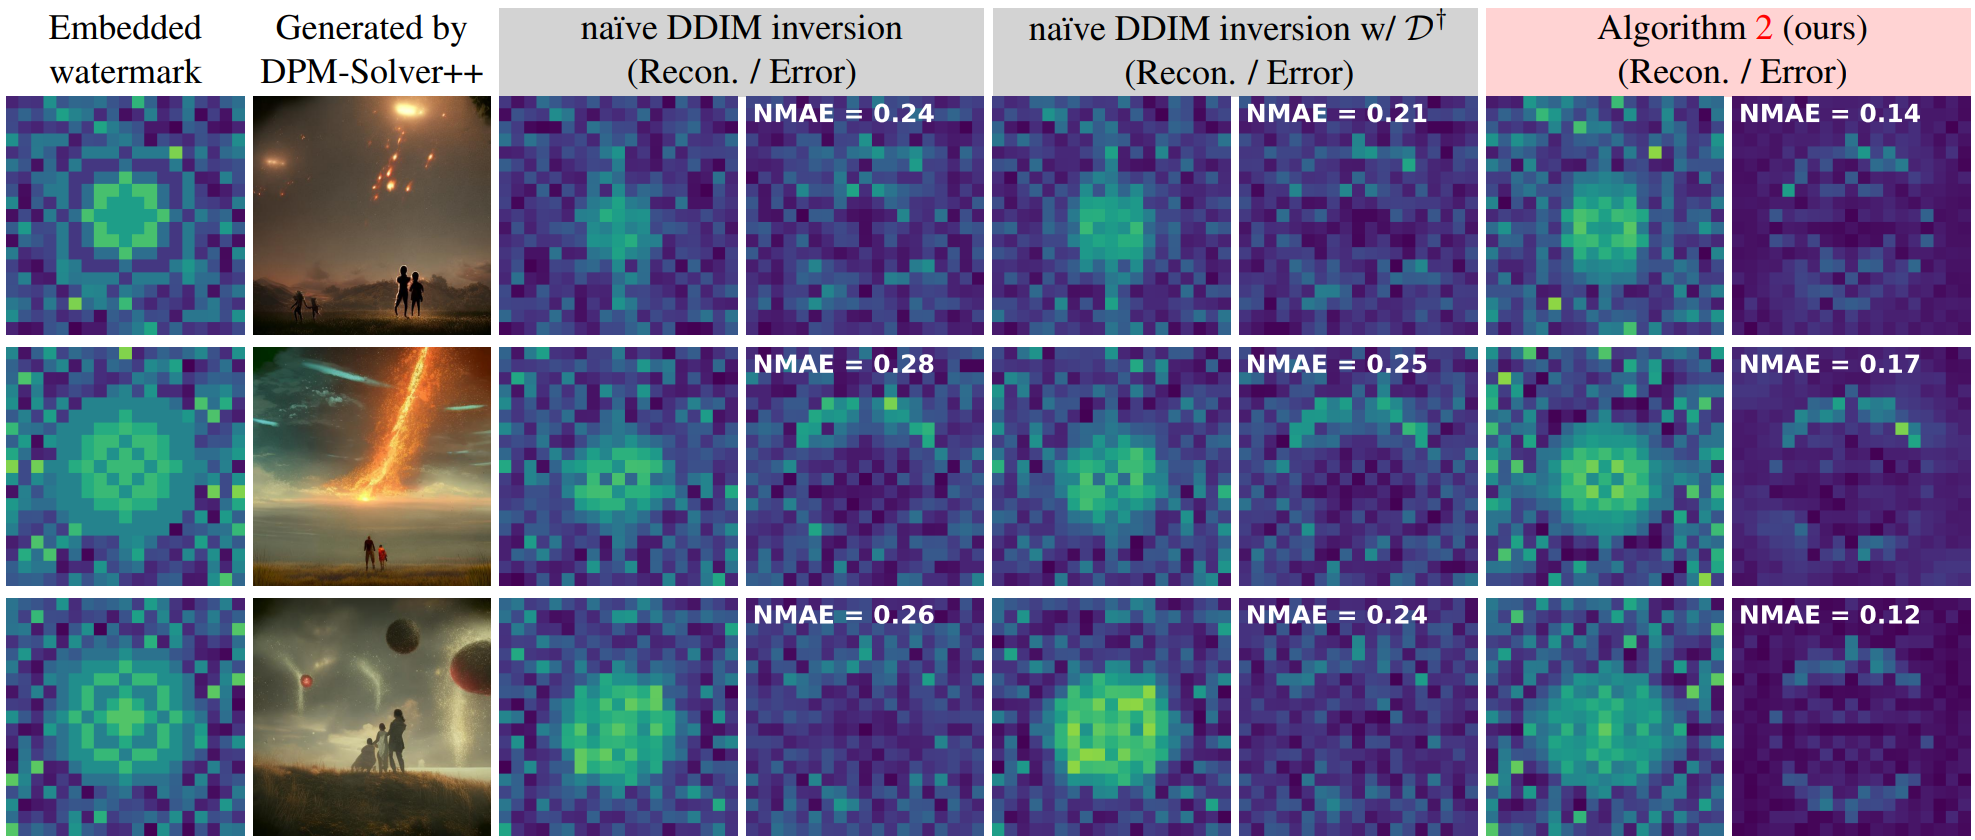 Embedded
watermark
Generated by
DPM-Solver++
naïve DDIM inversion
(Recon. / Error)
naïve DDIM inversion w/ 𝒟†
(Recon. / Error)
Algorithm 2 (ours)
(Recon. / Error)
NMAE = 0.24
NMAE = 0.21
NMAE = 0.14
NMAE = 0.28
NMAE = 0.25
NMAE = 0.17
NMAE = 0.26
NMAE = 0.24
NMAE = 0.12